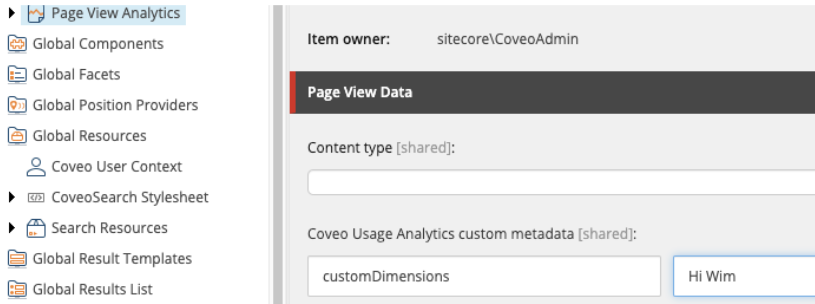 Page View Analytics
Global Components
Global Facets
Global Position Providers
Global Resources
Coveo User Context
CoveoSearch Stylesheet
Search Resources
Global Result Templates
Global Results List
Item owner: sitecore\CoveoAdmin
Page View Data
Content type [shared]:
Coveo Usage Analytics custom metadata [shared]:
customDimensions Hi Wim